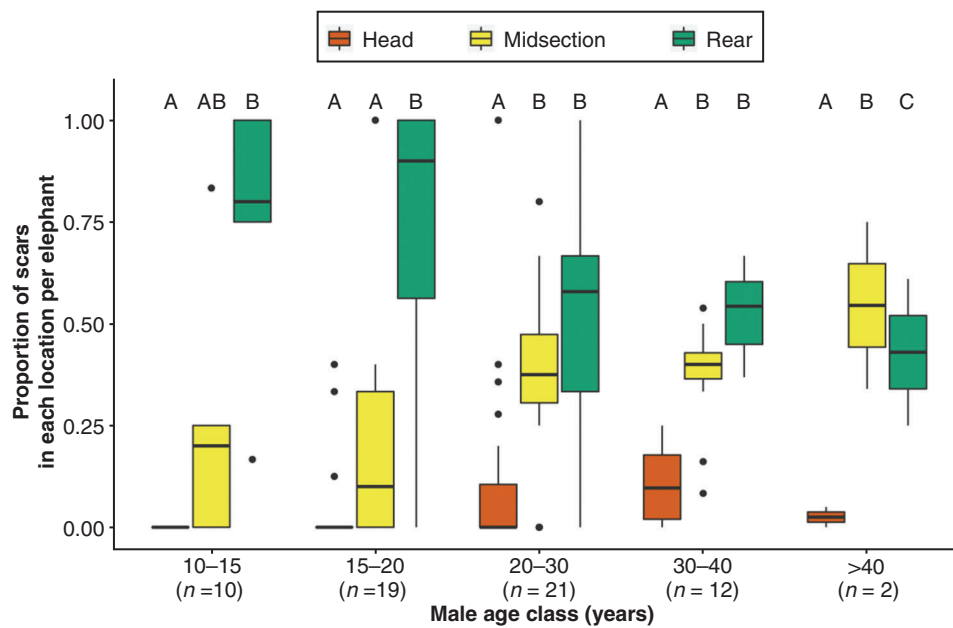 Head Midsection Rear
A AB B A A B A B B A B B A B C
1.00
0.75
0.50
0.25
0.00
Proportion of scars
in each location per elephant
10–15 15–20 20–30 30–40 >40
(n =10) (n =19) (n = 21) (n = 12) (n = 2)
Male age class (years)